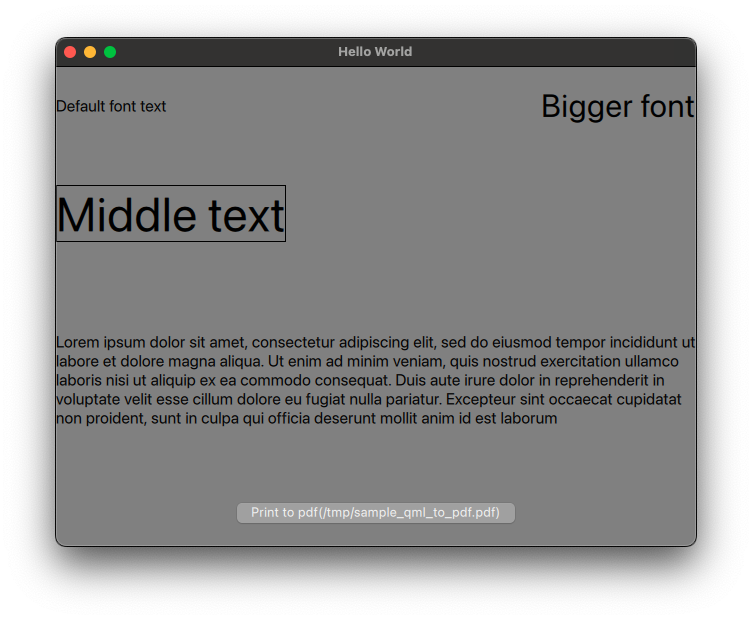 Hello World
Default font text
Bigger font
Middle text
Lorem ipsum dolor sit amet, consectetur adipiscing elit, sed do eiusmod tempor incididunt ut
labore et dolore magna aliqua. Ut enim ad minim veniam, quis nostrud exercitation ullamco
laboris nisi ut aliquip ex ea commodo consequat. Duis aute irure dolor in reprehenderit in
voluptate velit esse cillum dolore eu fugiat nulla pariatur. Excepteur sint occaecat cupidatat
non proident, sunt in culpa qui officia deserunt mollit anim id est laborum
Print to pdf(/tmp/sample_qml_to_pdf.pdf)